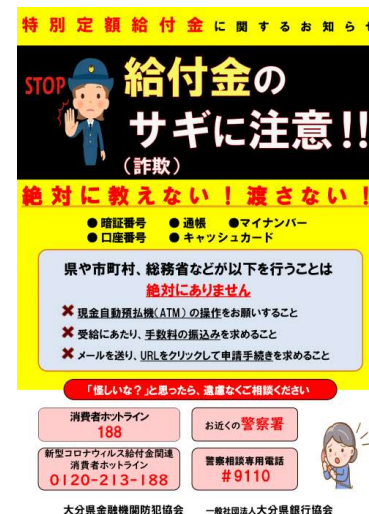 特別定額給付金に関するお知らせ
STOP
給付金の
サギに注意!!
(詐欺)
絶対に教えない!渡さない!
●暗証番号 ●通帳 ●マイナンバー
●口座番号 ●キャッシュカード
県や市町村、総務省などが以下を行うことは
絶対にありません
✖ 現金自動預払機(ATM)の操作をお願いすること
✖ 受給にあたり、手数料の振込みを求めること
✖ メールを送り、URLをクリックして申請手続きを求めること
「怪しいな?」と思ったら、遠慮なくご相談ください
消費者ホットライン
188
お近くの警察署
新型コロナウィルス給付金関連
消費者ホットライン
0120-213-188
警察相談専用電話
#9110
大分県金融機関防犯協会 一般社団法人大分県銀行協会